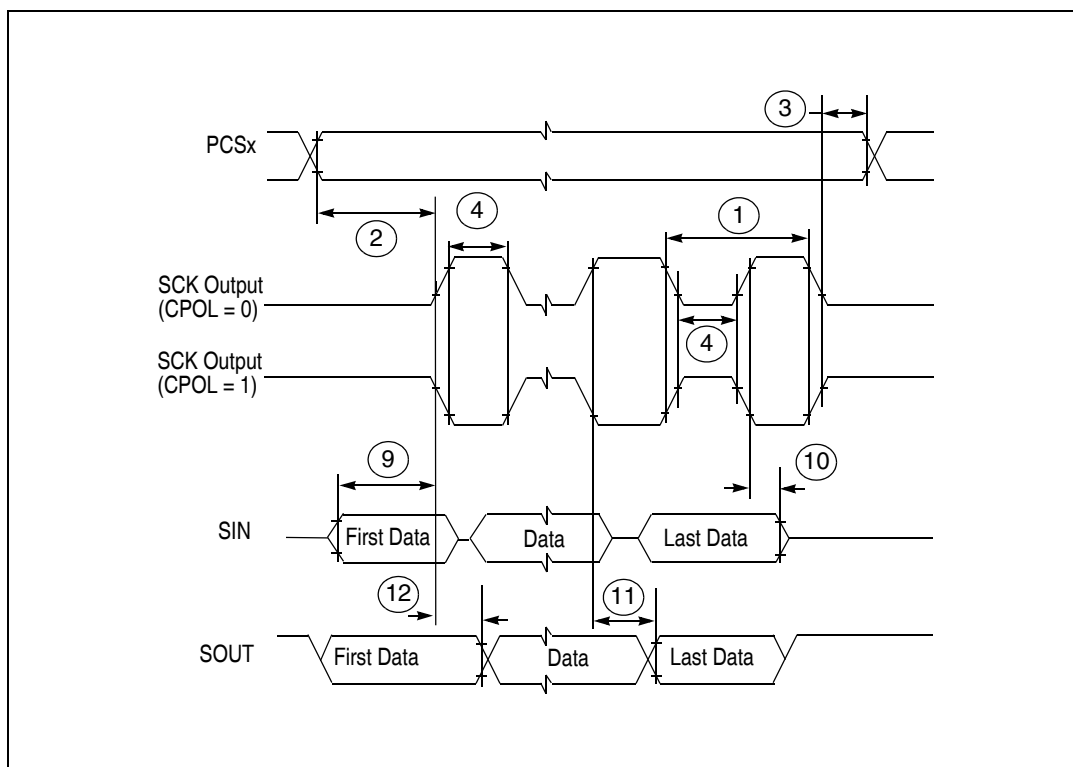 3
PCSx
2
4
1
SCK Output
(CPOL = 0)
4
SCK Output
(CPOL = 1)
9
10
SIN
First Data
Data
Last Data
12
11
SOUT
First Data
Data
Last Data